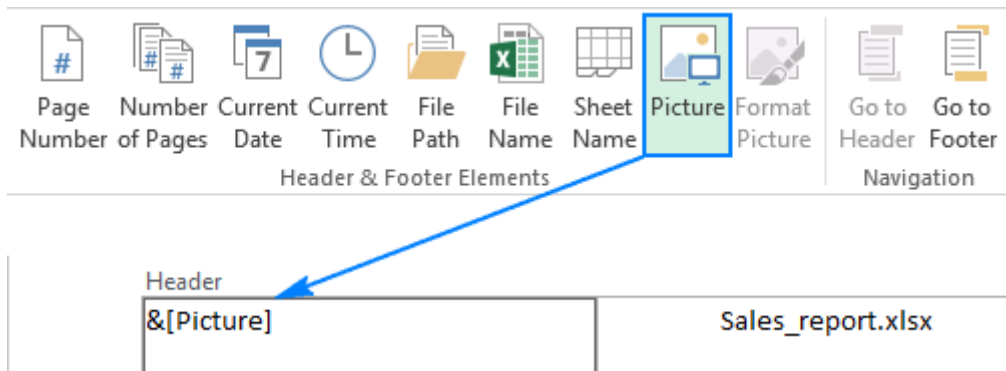 #
#
#
7
X
Page Number
Number of Pages
Current Date
Current Time
File Path
File Name
Sheet Name
Picture
Format Picture
Go to Header
Go to Footer
Header & Footer Elements
Navigation
Header
&[Picture]
Sales_report.xlsx